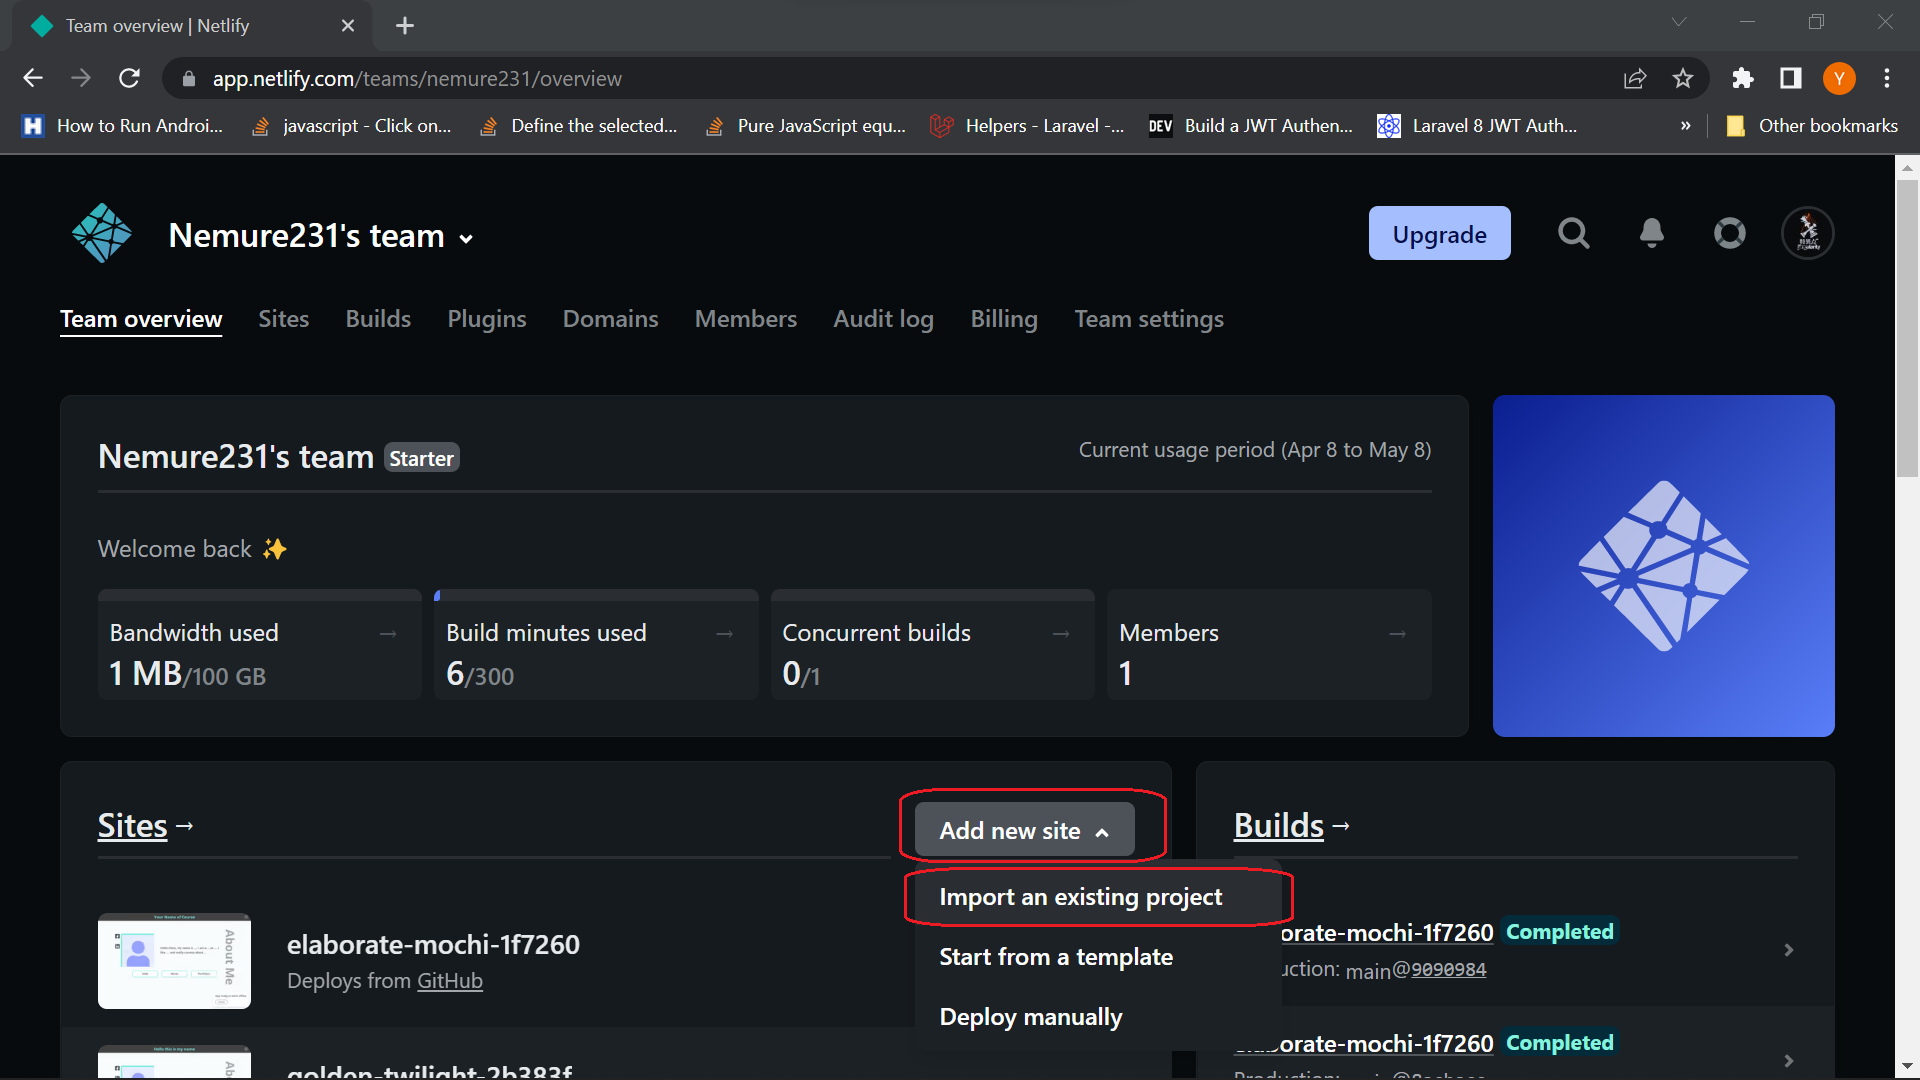 Team overview | Netlify
app.netlify.com/teams/nemure231/overview
How to Run Androi...
javascript - Click on...
Define the selected...
Pure JavaScript equ...
Helpers - Laravel -...
DEV
Build a JWT Authen...
Laravel 8 JWT Auth...
»
Other bookmarks
Y
Nemure231's team
Upgrade
Team overview Sites Builds Plugins Domains Members Audit log Billing Team settings
Nemure231's team Starter
Current usage period (Apr 8 to May 8)
Welcome back ✨
Bandwidth used →
1 MB/100 GB
Build minutes used →
6/300
Concurrent builds →
0/1
Members →
1
Sites →
Add new site
Import an existing project
Start from a template
Deploy manually
About Me
elaborate-mochi-1f7260
Deploys from GitHub
golden-twilight-2b383f
Builds →
orate-mochi-1f7260 Completed
uction: main@9090984
orate-mochi-1f7260 Completed